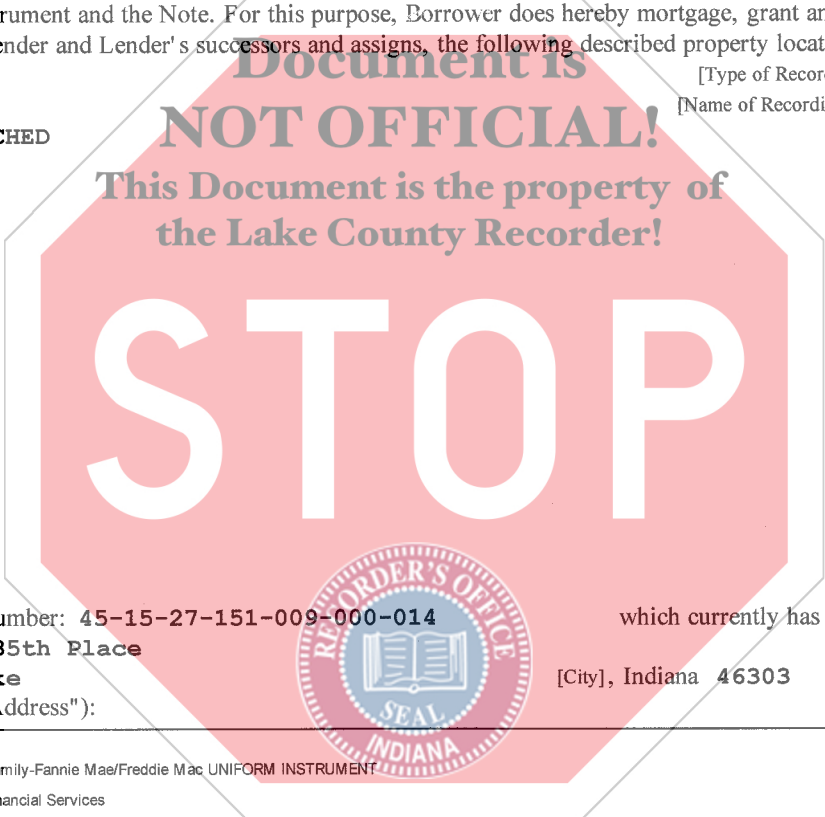 rument and the Note. For this purpose, Borrower does hereby mortgage, grant an
ender and Lender's successors and assigns, the following described property locat
Document is
[Type of Recor
[Name of Recordi
NOT OFFICIAL!
CHED
This Document is the property of
the Lake County Recorder!
STOP
RECORDER'S OFFICE
umber: 45-15-27-151-009-000-014 which currently has
35th Place
ke
[City], Indiana 46303
Address"):
SEAL
INDIANA
mily-Fannie Mae/Freddie Mac UNIFORM INSTRUMENT
nancial Services